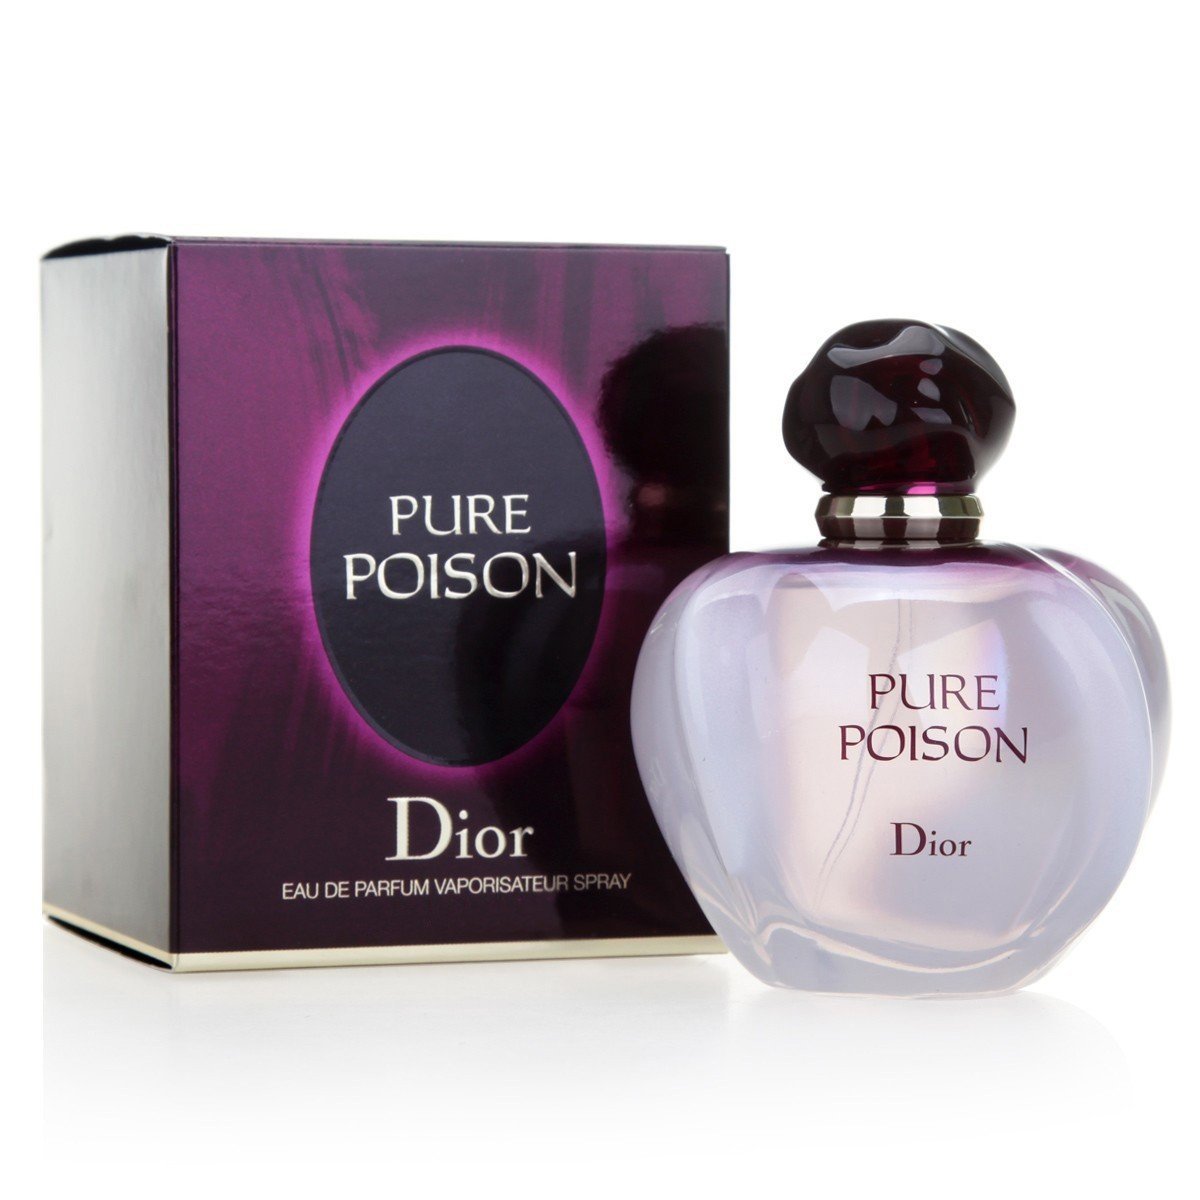 PURE
POISON
Dior
EAU DE PARFUM VAPORISATEUR SPRAY
PURE
POISON
Dior